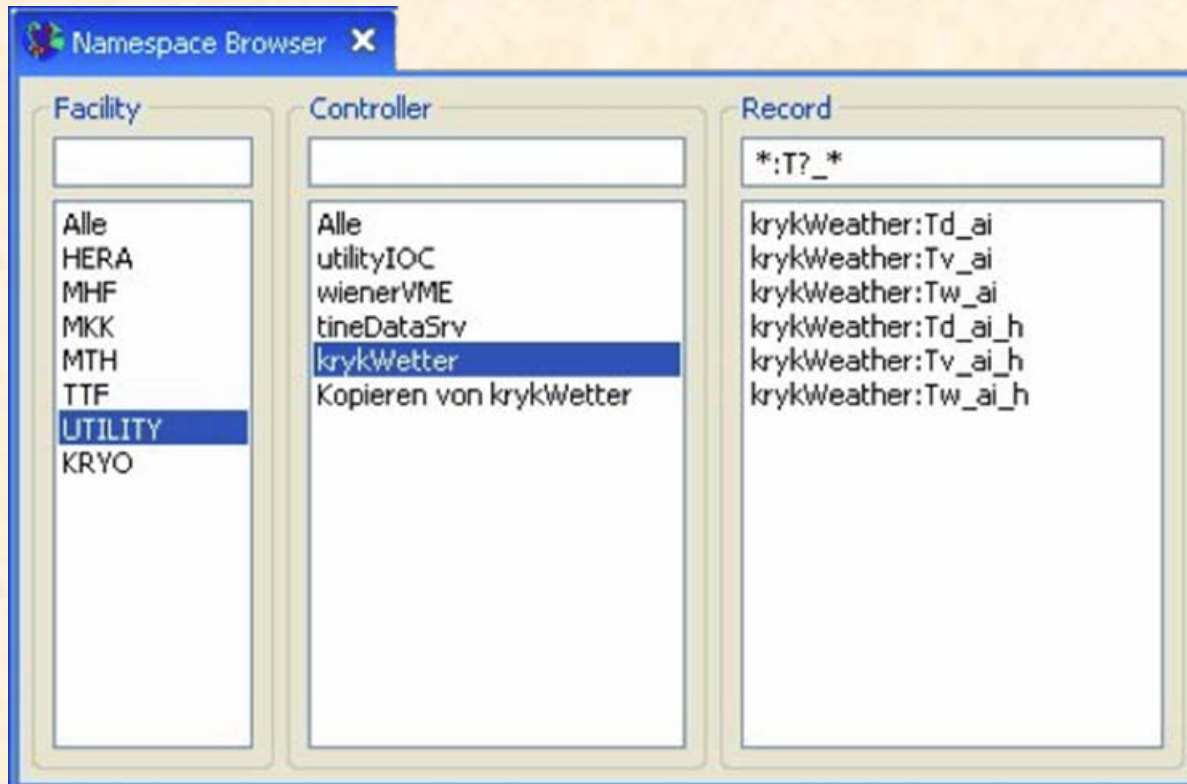 Namespace Browser
Facility
Alle
HERA
MHF
MKK
MTH
TTF
UTILITY
KRYO
Controller
Alle
utilityIOC
wienerVME
tineDataSrv
krykWetter
Kopieren von krykWetter
Record
*:T?_*
krykWeather:Td_ai
krykWeather:Tv_ai
krykWeather:Tw_ai
krykWeather:Td_ai_h
krykWeather:Tv_ai_h
krykWeather:Tw_ai_h